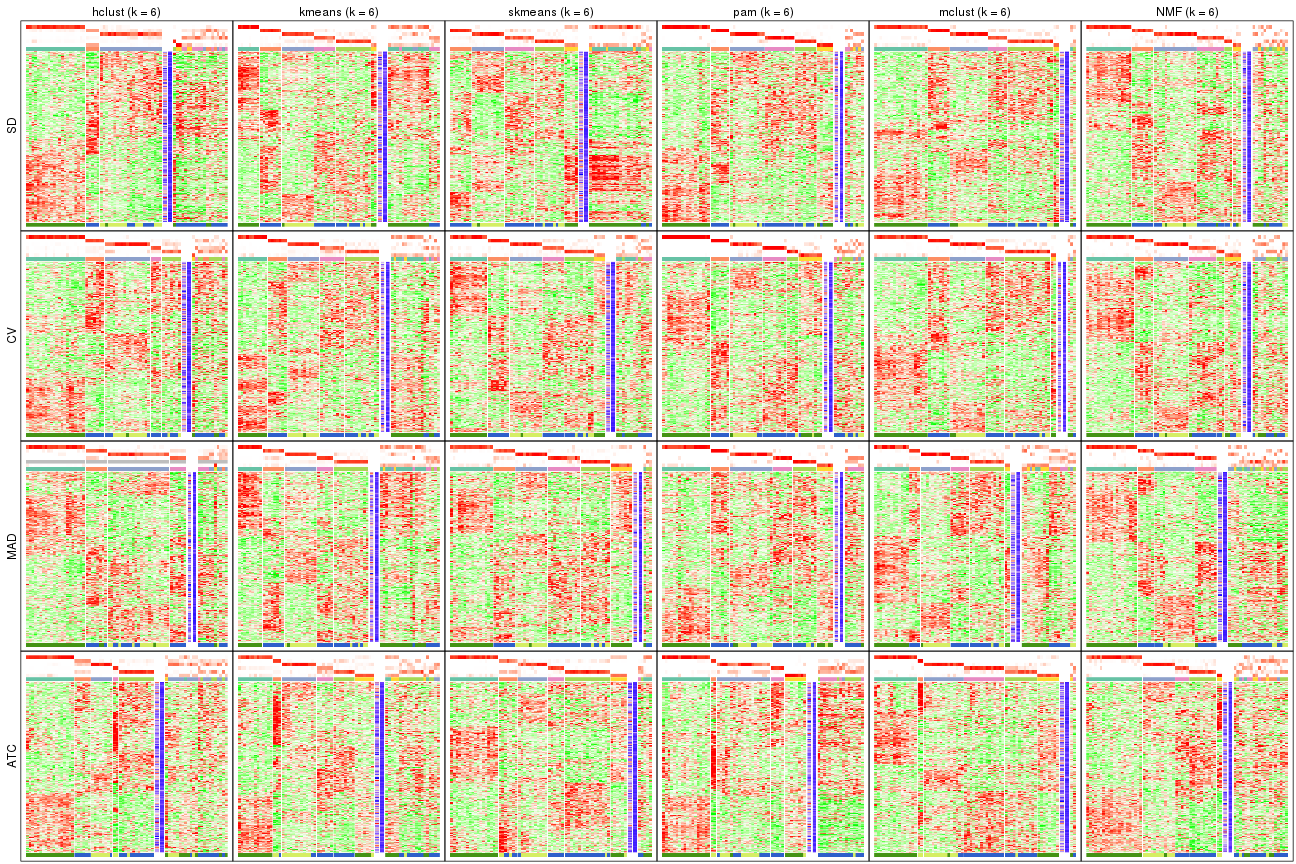 hclust (k = 6)
kmeans (k = 6)
skmeans (k = 6)
pam (k = 6)
mclust (k = 6)
NMF (k = 6)
SD
CV
MAD
ATC